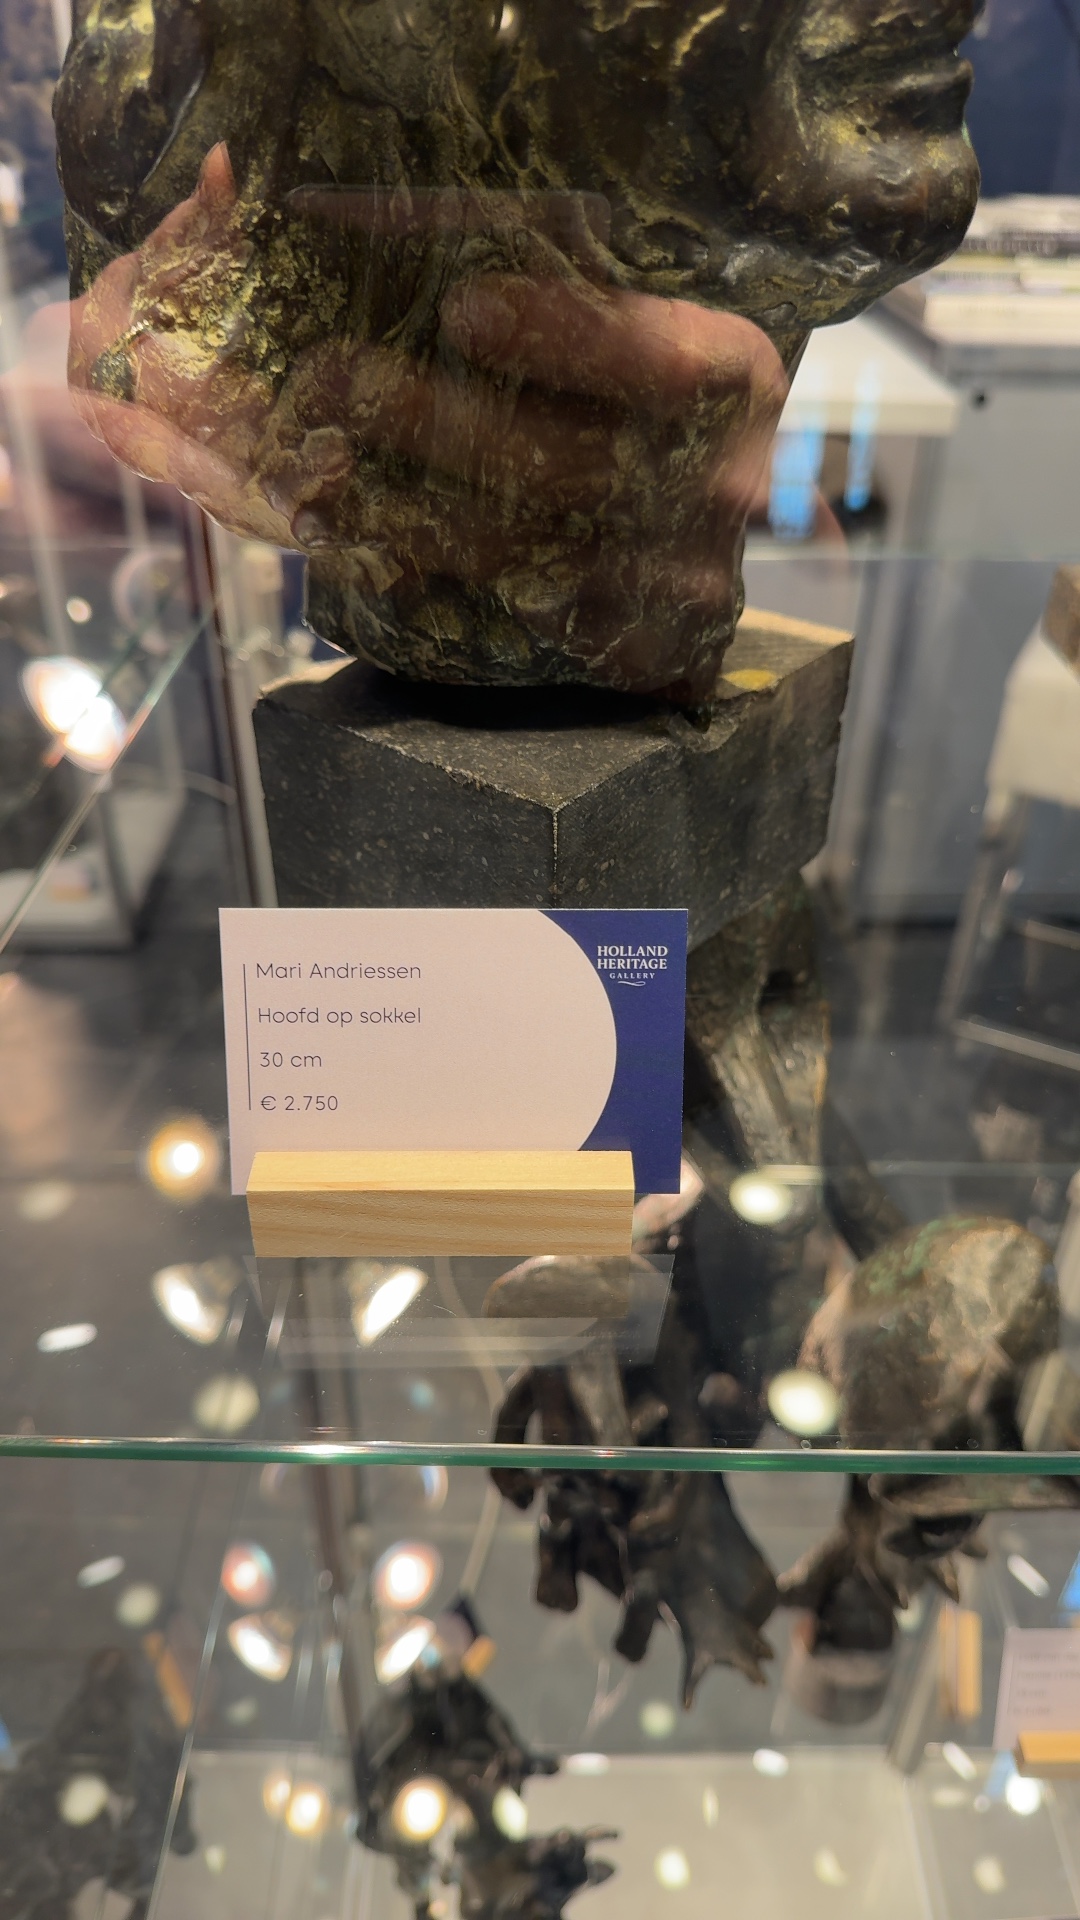 Mari Andriessen
Hoofd op sokkel
30 cm
€ 2.750
HOLLAND
HERITAGE
GALLERY